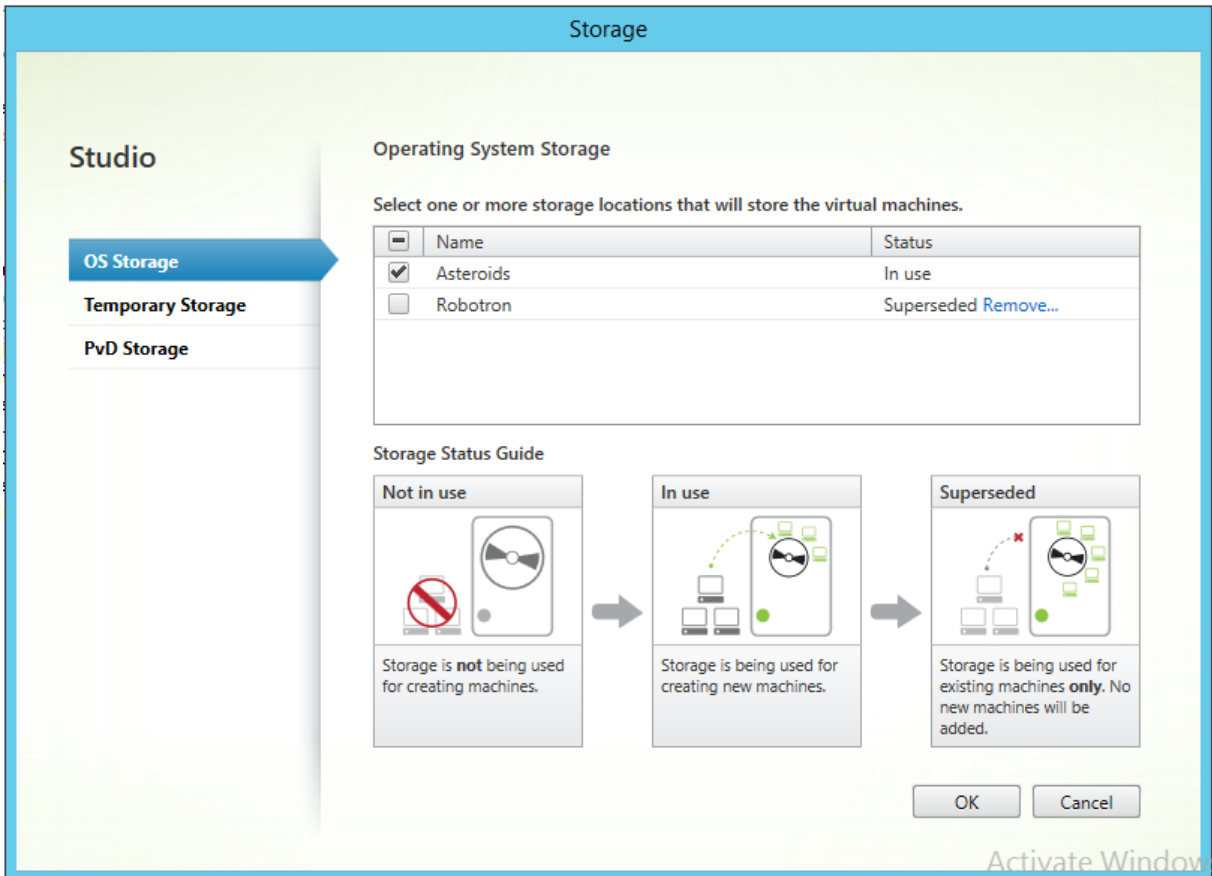 Storage
Studio
OS Storage
Temporary Storage
PvD Storage
Operating System Storage
Select one or more storage locations that will store the virtual machines.
Name Status
Asteroids In use
Robotron Superseded Remove...
Storage Status Guide
Not in use
Storage is not being used
for creating machines.
In use
Storage is being used for
creating new machines.
Superseded
Storage is being used for
existing machines only. No
new machines will be
added.
OK Cancel
Activate Window